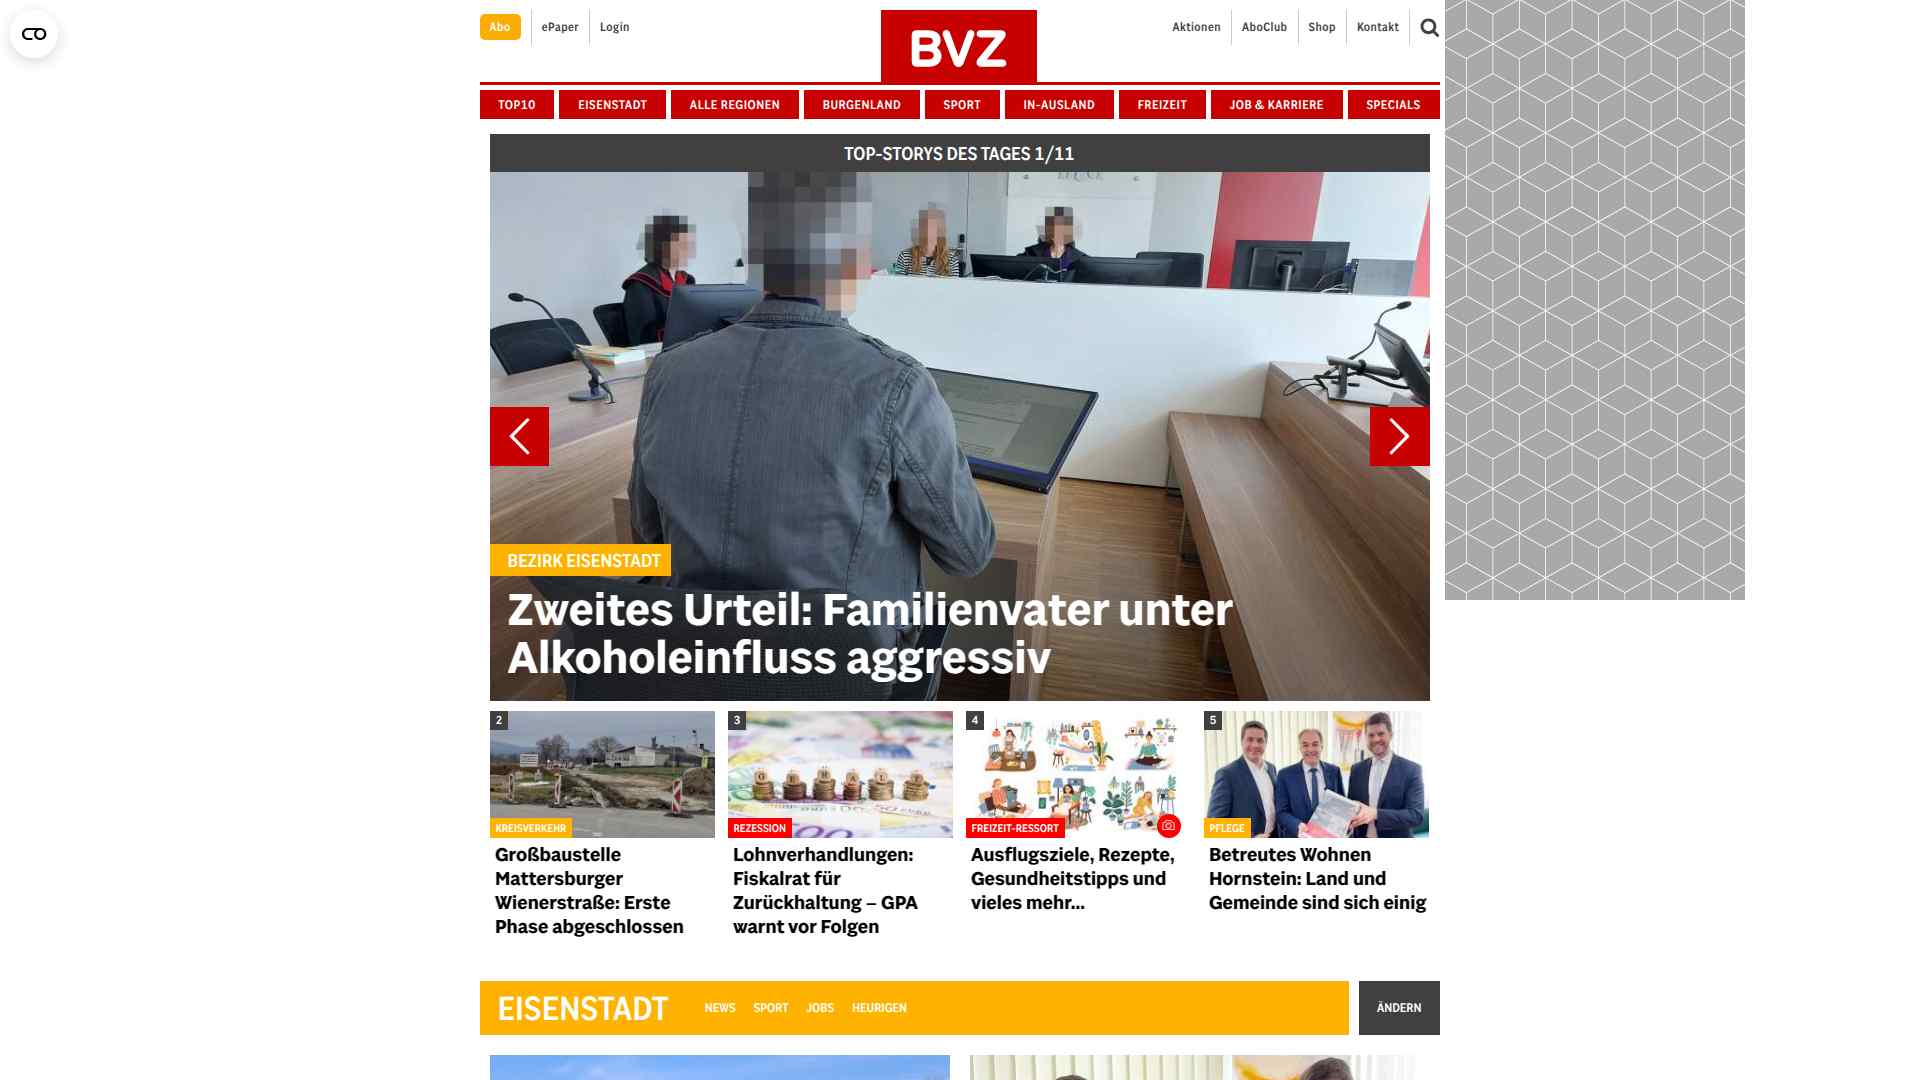 Abo
ePaper
Login
BVZ
Aktionen
AboClub
Shop
Kontakt
TOP10
EISENSTADT
ALLE REGIONEN
BURGENLAND
SPORT
IN-AUSLAND
FREIZEIT
JOB & KARRIERE
SPECIALS
TOP-STORYS DES TAGES 1/11
BEZIRK EISENSTADT
Zweites Urteil: Familienvater unter
Alkoholeinfluss aggressiv
2
KREISVERKEHR
Großbaustelle
Mattersburger
Wienerstraße: Erste
Phase abgeschlossen
3
GEHALT
REZESSION
Lohnverhandlungen:
Fiskalrat für
Zurückhaltung – GPA
warnt vor Folgen
4
FREIZEIT-RESSORT
Ausflugsziele, Rezepte,
Gesundheitstipps und
vieles mehr...
5
PFLEGE
Betreutes Wohnen
Hornstein: Land und
Gemeinde sind sich einig
EISENSTADT
NEWS
SPORT
JOBS
HEURIGEN
ÄNDERN